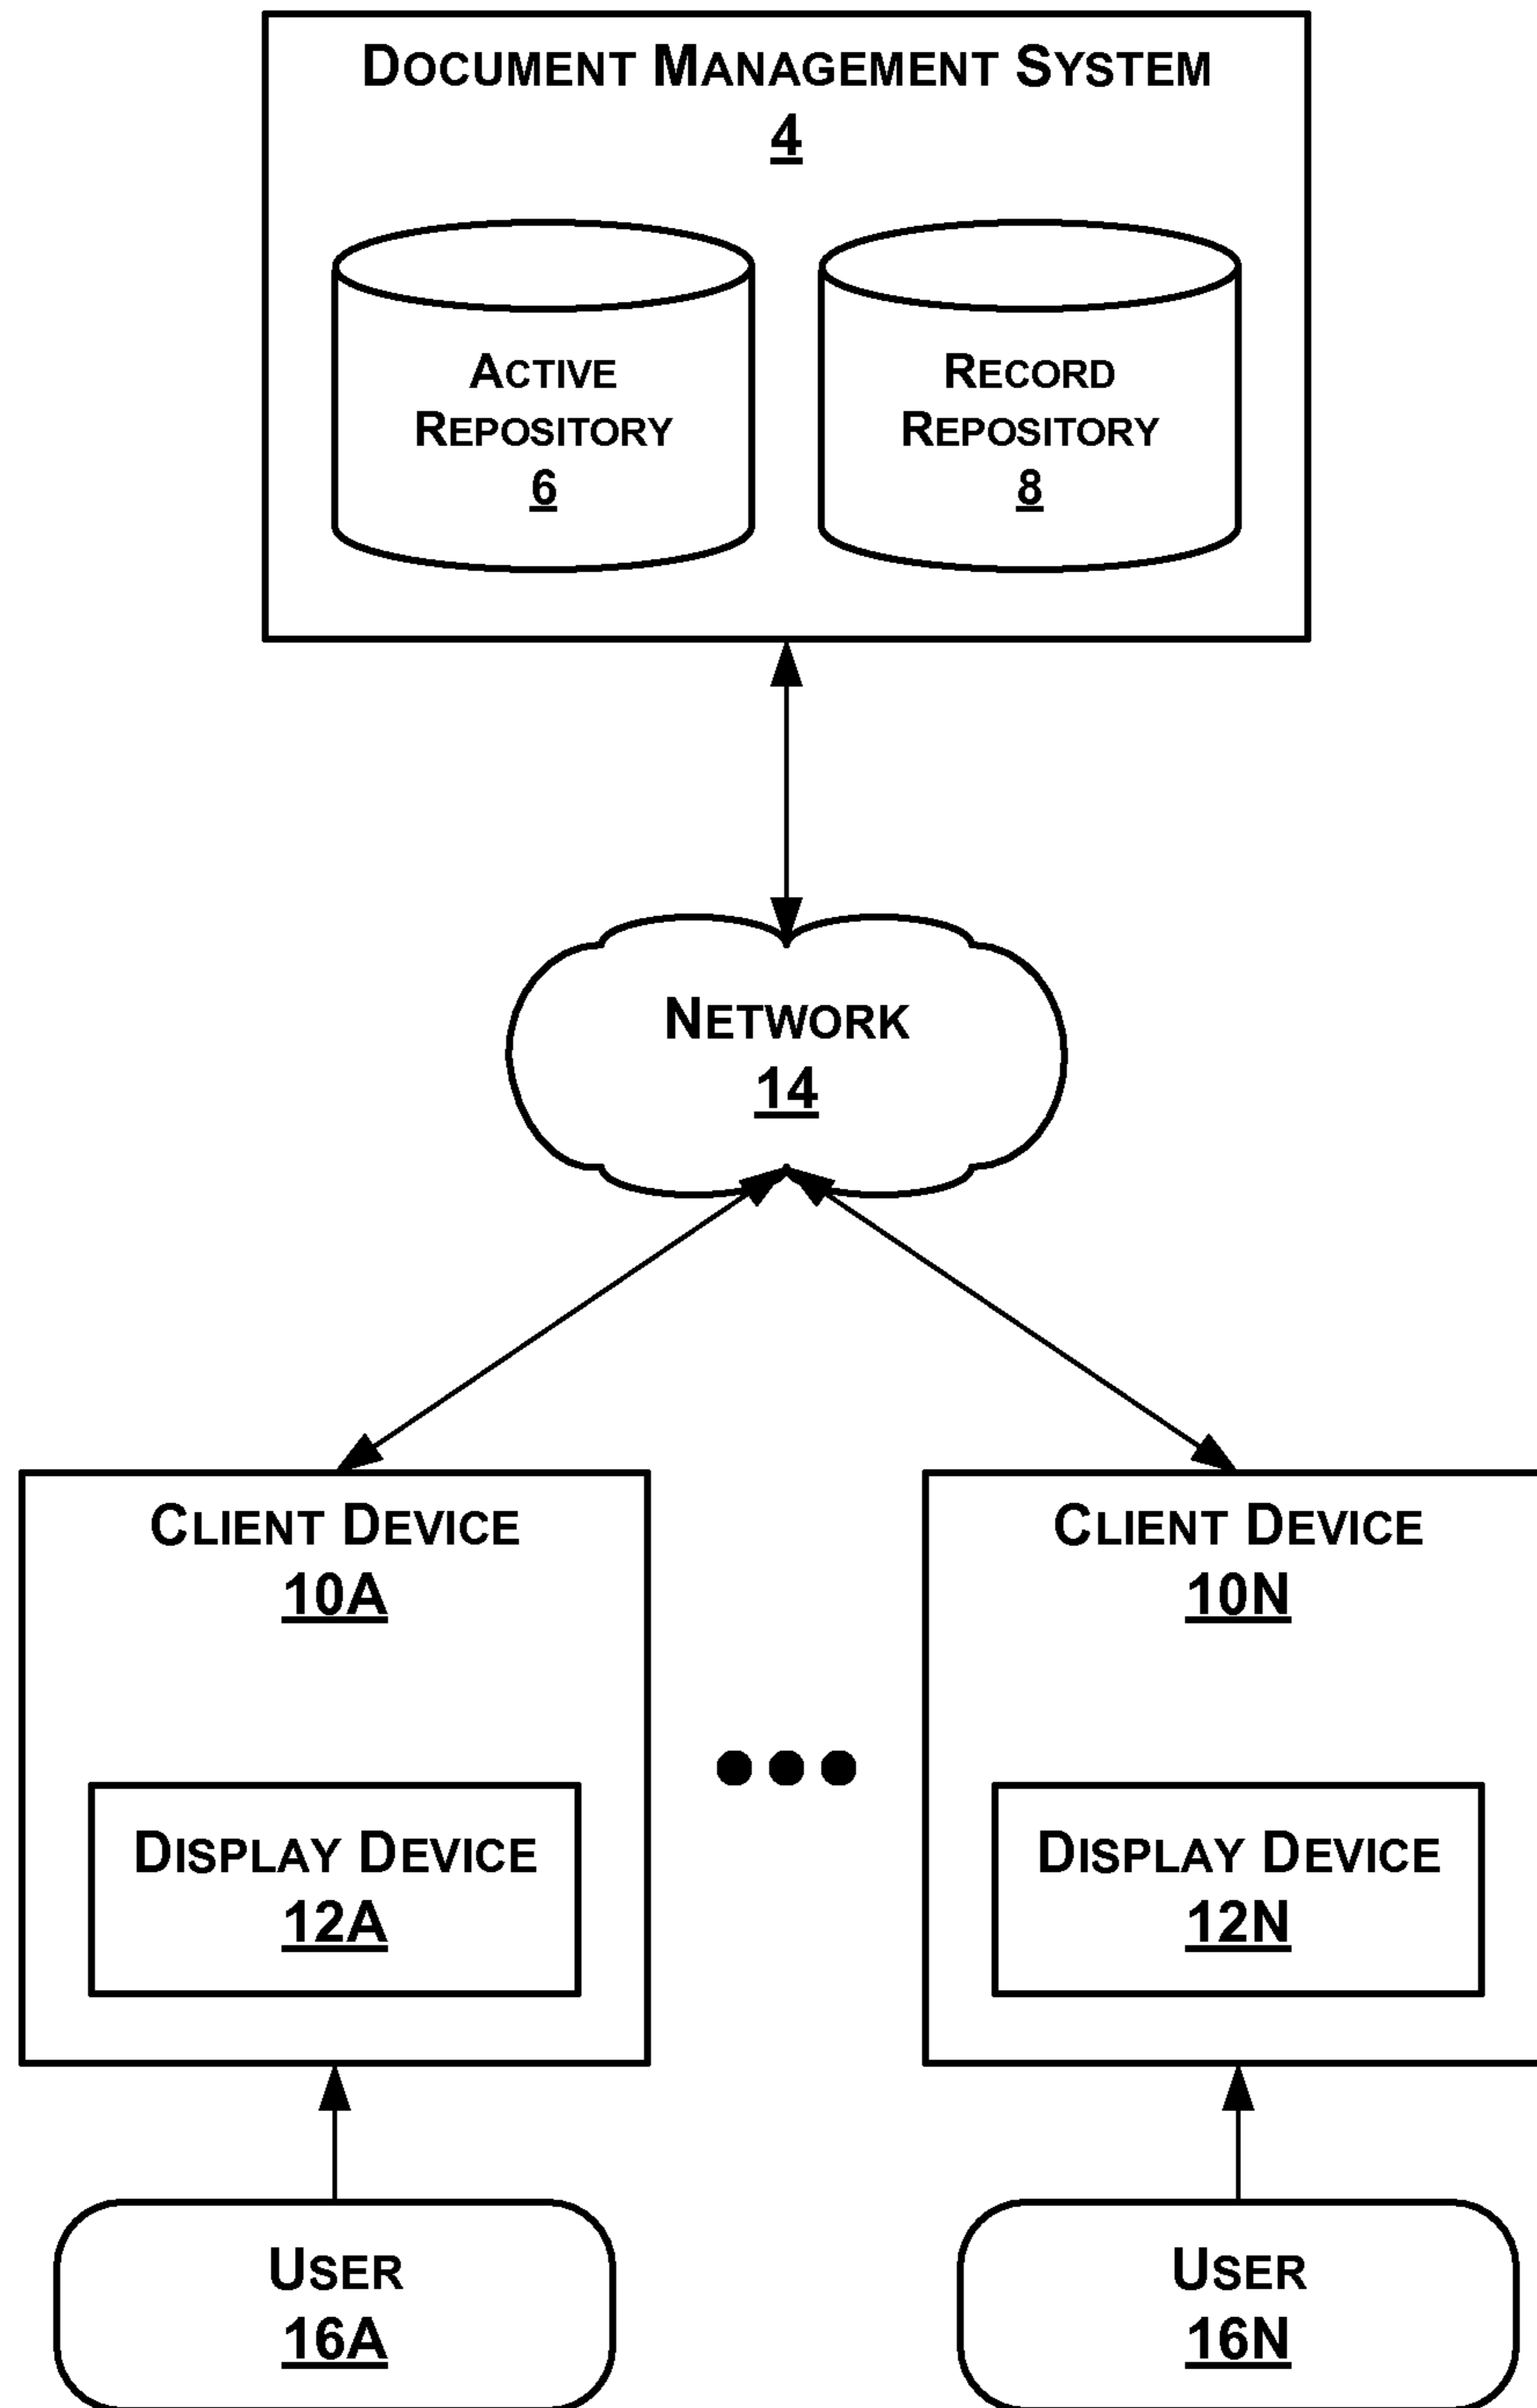 DOCUMENT MANAGEMENT SYSTEM
4
ACTIVE
REPOSITORY
6
RECORD
REPOSITORY
8
NETWORK
14
CLIENT DEVICE
10A
DISPLAY DEVICE
12A
CLIENT DEVICE
10N
DISPLAY DEVICE
12N
USER
16A
USER
16N